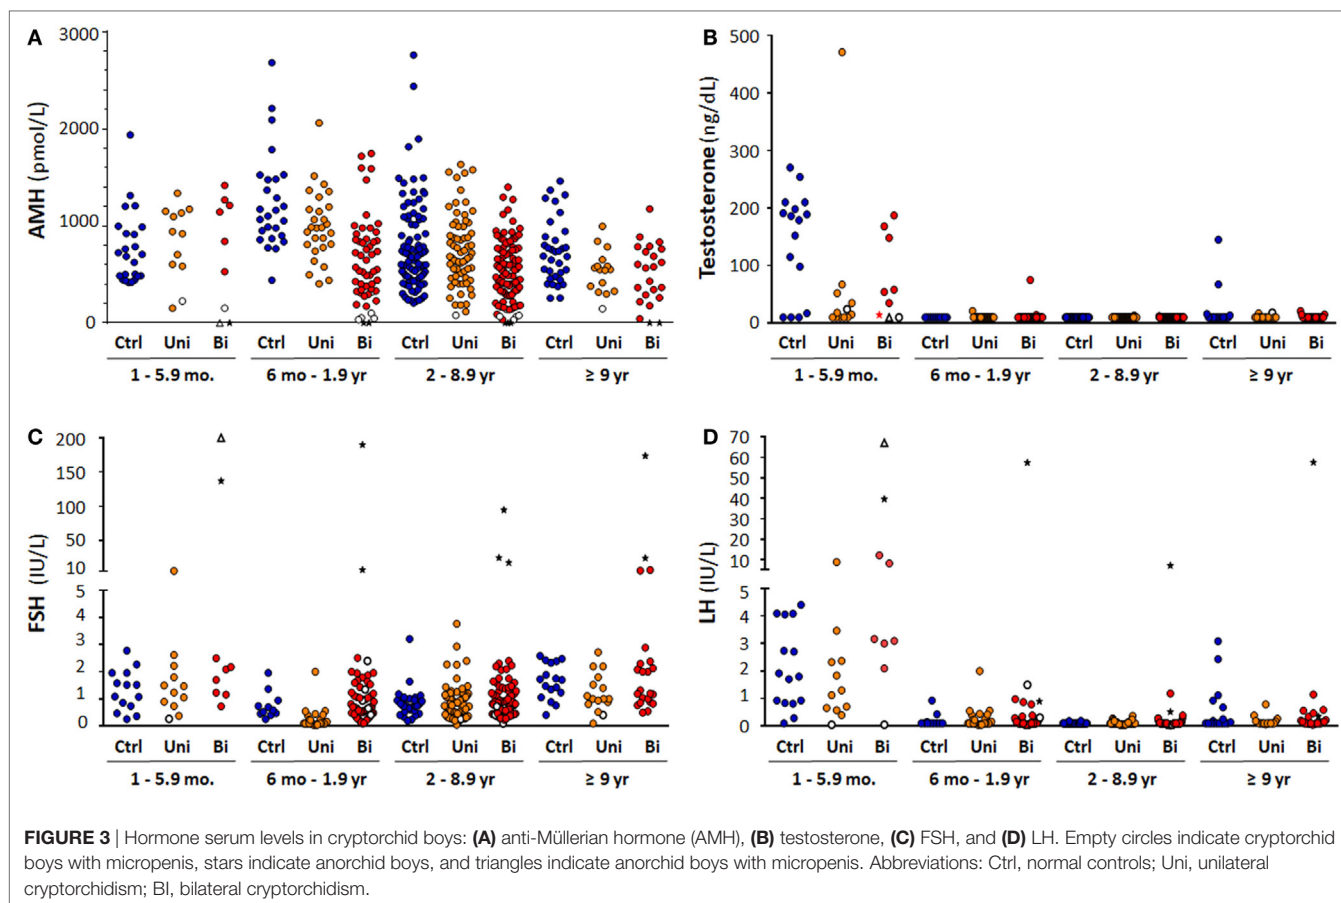 A
3000
2000
1000
0
AMH (pmol/L)
Ctrl Uni Bi Ctrl Uni Bi Ctrl Uni Bi Ctrl Uni Bi
1 - 5.9 mo. 6 mo - 1.9 yr 2 - 8.9 yr ≥ 9 yr
B
500
400
300
200
100
0
Testosterone (ng/dL)
Ctrl Uni Bi Ctrl Uni Bi Ctrl Uni Bi Ctrl Uni Bi
1 - 5.9 mo. 6 mo - 1.9 yr 2 - 8.9 yr ≥ 9 yr
C
200
150
100
50
10
5
4
3
2
1
0
FSH (IU/L)
Ctrl Uni Bi Ctrl Uni Bi Ctrl Uni Bi Ctrl Uni Bi
1 - 5.9 mo. 6 mo - 1.9 yr 2 - 8.9 yr ≥ 9 yr
D
70
60
50
40
30
20
10
5
4
3
2
1
0
LH (IU/L)
Ctrl Uni Bi Ctrl Uni Bi Ctrl Uni Bi Ctrl Uni Bi
1 - 5.9 mo. 6 mo - 1.9 yr 2 - 8.9 yr ≥ 9 yr
FIGURE 3 | Hormone serum levels in cryptorchid boys: (A) anti-Müllerian hormone (AMH), (B) testosterone, (C) FSH, and (D) LH. Empty circles indicate cryptorchid
boys with micropenis, stars indicate anorchid boys, and triangles indicate anorchid boys with micropenis. Abbreviations: Ctrl, normal controls; Uni, unilateral
cryptorchidism; BI, bilateral cryptorchidism.